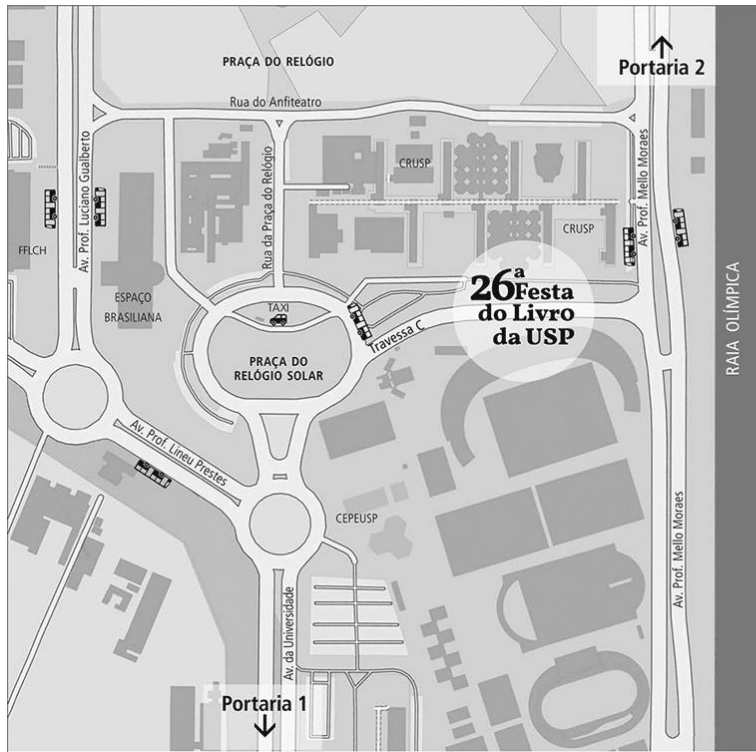 PRAÇA DO RELÓGIO
Portaria 2
Rua do Anfiteatro
Av. Prof. Luciano Gualberto
Rua da Praça do Relógio
CRUSP
Av. Prof. Mello Moraes
FFLCH
CRUSP
ESPAÇO
BRASILIANA
TAXI
26ª
Festa
do Livro
da USP
Travessa C
PRAÇA DO
RELÓGIO SOLAR
RAIA OLÍMPICA
Av. Prof. Lineu Prestes
CEPEUSP
Av. Prof. Mello Moraes
Av. da Universidade
Portaria 1